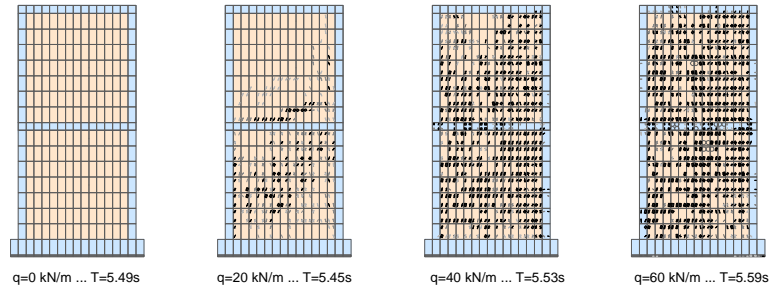 q=0 kN/m ... T=5.49s
q=20 kN/m ... T=5.45s
q=40 kN/m ... T=5.53s
q=60 kN/m ... T=5.59s